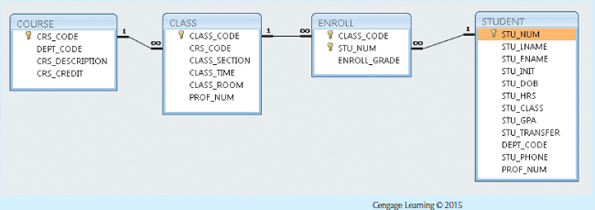 COURSE
CRS_CODE
DEPT_CODE
CRS_DESCRIPTION
CRS_CREDIT
1
∞
CLASS
CLASS_CODE
CRS_CODE
CLASS_SECTION
CLASS_TIME
CLASS_ROOM
PROF_NUM
1
∞
ENROLL
CLASS_CODE
STU_NUM
ENROLL_GRADE
∞
1
STUDENT
STU_NUM
STU_LNAME
STU_FNAME
STU_INIT
STU_DOB
STU_HRS
STU_CLASS
STU_GPA
STU_TRANSFER
DEPT_CODE
STU_PHONE
PROF_NUM
Cengage Learning © 2015